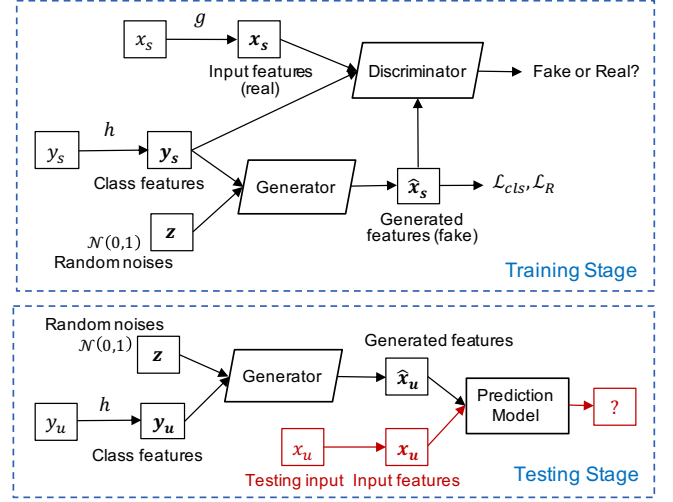 g
x_s
𝒙_𝒔
Input features
(real)
Discriminator
Fake or Real?
h
y_s
𝒚_𝒔
Class features
Generator
𝒙̂_𝒔
ℒ_cls, ℒ_R
Generated
features (fake)
𝒩(0,1)
𝒛
Random noises
Training Stage
Random noises
𝒩(0,1)
𝒛
Generator
Generated features
𝒙̂_𝒖
Prediction
Model
?
h
y_u
𝒚_𝒖
Class features
x_u
𝒙_𝒖
Testing input
Input features
Testing Stage